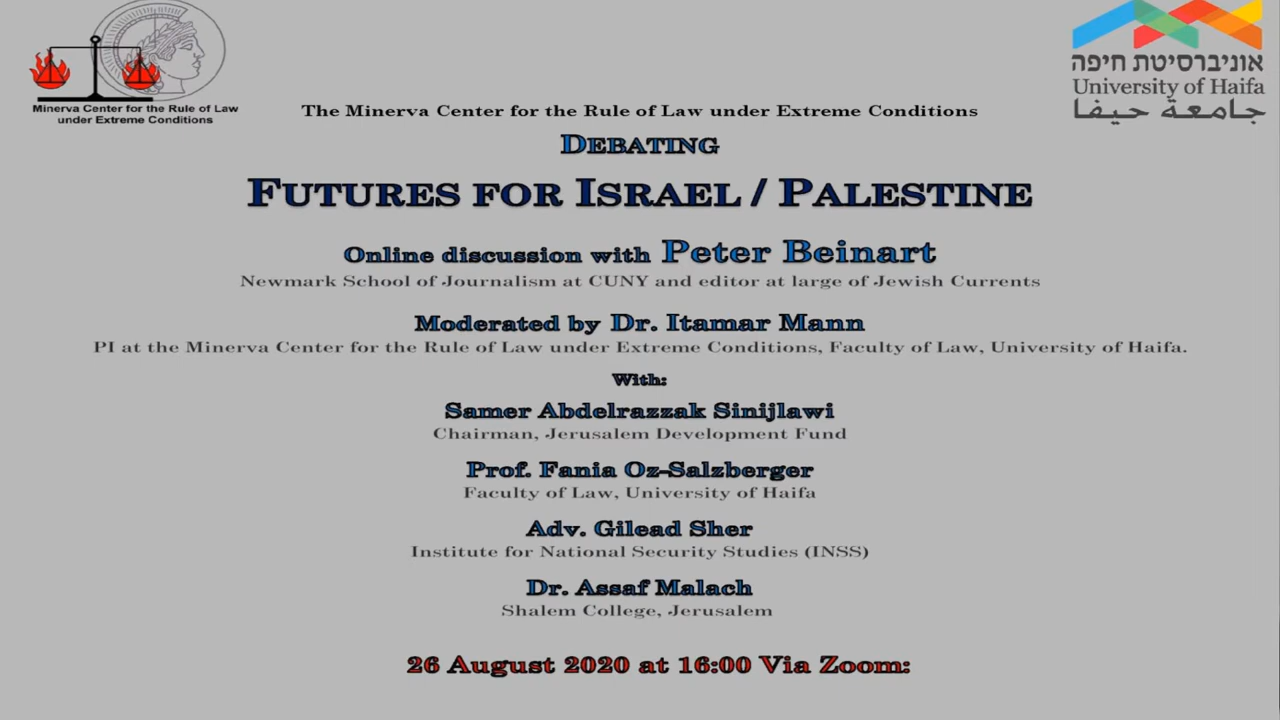 Minerva Center for the Rule of Law
under Extreme Conditions
אוניברסיטת חיפה
University of Haifa
جامعة حيفا
The Minerva Center for the Rule of Law under Extreme Conditions
DEBATING
FUTURES FOR ISRAEL / PALESTINE
Online discussion with Peter Beinart
Newmark School of Journalism at CUNY and editor at large of Jewish Currents
Moderated by Dr. Itamar Mann
PI at the Minerva Center for the Rule of Law under Extreme Conditions, Faculty of Law, University of Haifa.
With:
Samer Abdelrazzak Sinijlawi
Chairman, Jerusalem Development Fund
Prof. Fania Oz-Salzberger
Faculty of Law, University of Haifa
Adv. Gilead Sher
Institute for National Security Studies (INSS)
Dr. Assaf Malach
Shalem College, Jerusalem
26 August 2020 at 16:00 Via Zoom: